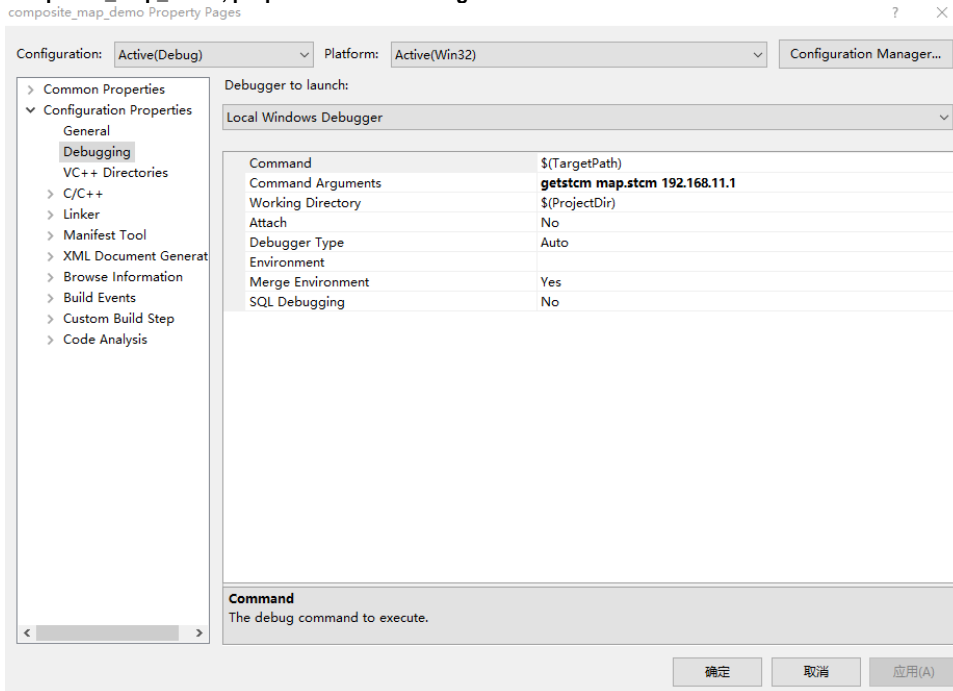 composite_map_demo Property Pages
?
Configuration: Active(Debug) Platform: Active(Win32) Configuration Manager...
Common Properties
Configuration Properties
General
Debugging
VC++ Directories
C/C++
Linker
Manifest Tool
XML Document Generat
Browse Information
Build Events
Custom Build Step
Code Analysis
Debugger to launch:
Local Windows Debugger
Command $(TargetPath)
Command Arguments getstcm map.stcm 192.168.11.1
Working Directory $(ProjectDir)
Attach No
Debugger Type Auto
Environment
Merge Environment Yes
SQL Debugging No
Command
The debug command to execute.
确定 取消 应用(A)